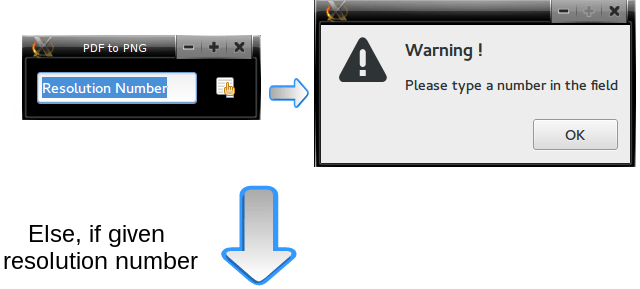 PDF to PNG
Resolution Number
Warning !
Please type a number in the field
OK
Else, if given
resolution number